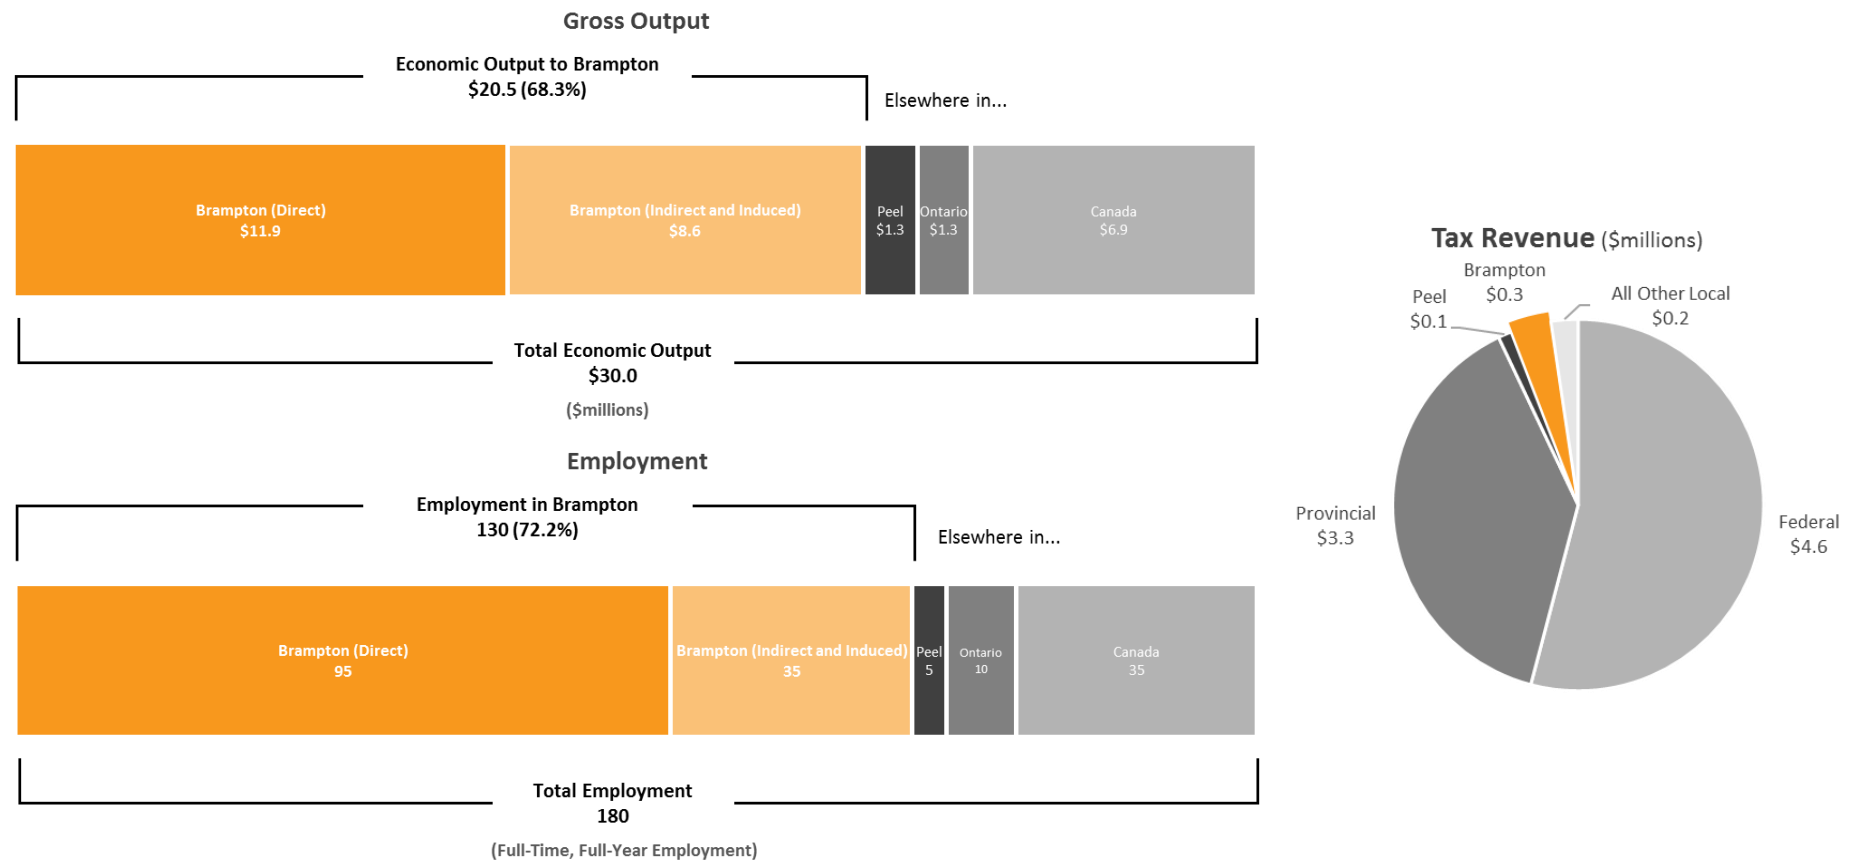 Gross Output
Economic Output to Brampton
$20.5 (68.3%)
Elsewhere in...
Brampton (Direct)
$11.9
Brampton (Indirect and Induced)
$8.6
Peel
$1.3
Ontario
$1.3
Canada
$6.9
Total Economic Output
$30.0
($millions)
Employment
Employment in Brampton
130 (72.2%)
Elsewhere in...
Brampton (Direct)
95
Brampton (Indirect and Induced)
35
Peel
5
Ontario
10
Canada
35
Total Employment
180
(Full-Time, Full-Year Employment)
Tax Revenue ($millions)
Brampton
$0.3
Peel
$0.1
All Other Local
$0.2
Provincial
$3.3
Federal
$4.6